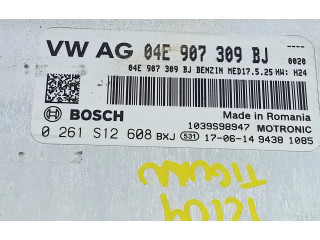 VW AG 04E 907 309 BJ ----
04E 907 309 BJ BENZIN MED17.5.25 HW: H24 0020
BOSCH Made in Romania
1039S98947 MOTRONIC
0 261 S12 608 BXJ 531 17-06-14 9438 1085
TIGUAN
12104